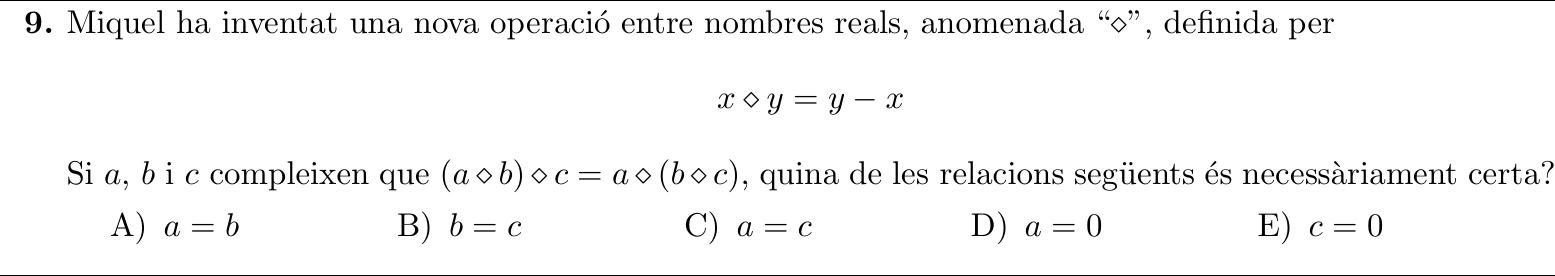 9. Miquel ha inventat una nova operació entre nombres reals, anomenada “⋄”, definida per
x ⋄ y = y − x
Si a, b i c compleixen que (a ⋄ b) ⋄ c = a ⋄ (b ⋄ c), quina de les relacions següents és necessàriament certa?
A) a = b B) b = c C) a = c D) a = 0 E) c = 0